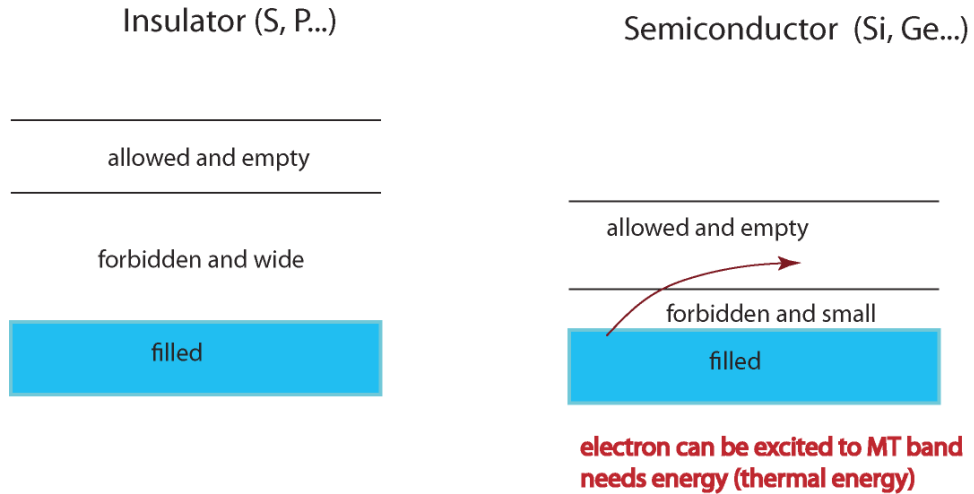 Insulator (S, P...)
allowed and empty
forbidden and wide
filled
Semiconductor (Si, Ge...)
allowed and empty
forbidden and small
filled
electron can be excited to MT band
needs energy (thermal energy)